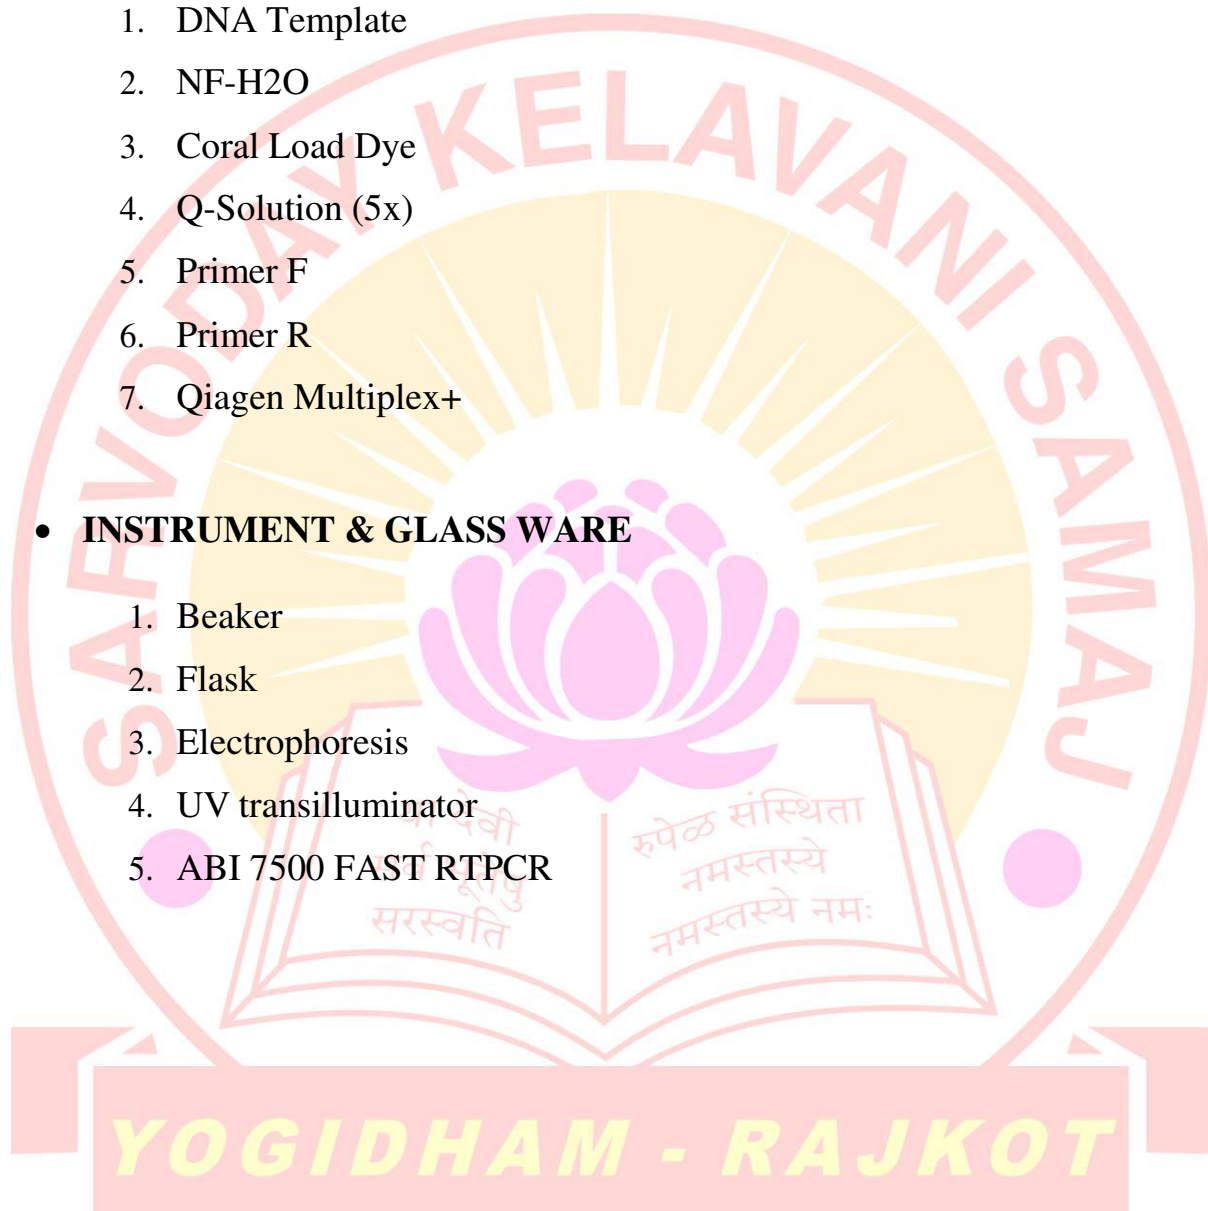 1. DNA Template
2. NF-H2O
3. Coral Load Dye
4. Q-Solution (5x)
5. Primer F
6. Primer R
7. Qiagen Multiplex+
• INSTRUMENT & GLASS WARE
1. Beaker
2. Flask
3. Electrophoresis
4. UV transilluminator
5. ABI 7500 FAST RTPCR
SARVODAY KELAVANI SAMAJ
देवी
सरस्वति
रुपेळ संस्थिता
नमस्तस्ये
नमस्तस्ये नमः
YOGIDHAM - RAJKOT